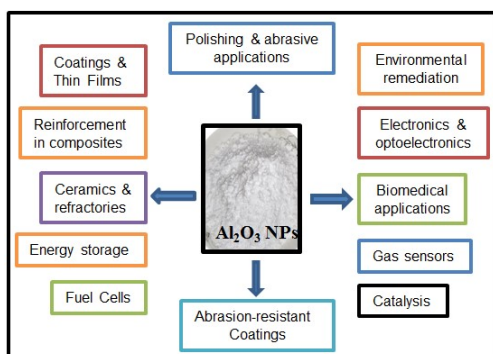 Polishing & abrasive
applications
Coatings &
Thin Films
Environmental
remediation
Reinforcement
in composites
Electronics &
optoelectronics
Ceramics &
refractories
Al₂O₃ NPs
Biomedical
applications
Energy storage
Gas sensors
Fuel Cells
Abrasion-resistant
Coatings
Catalysis